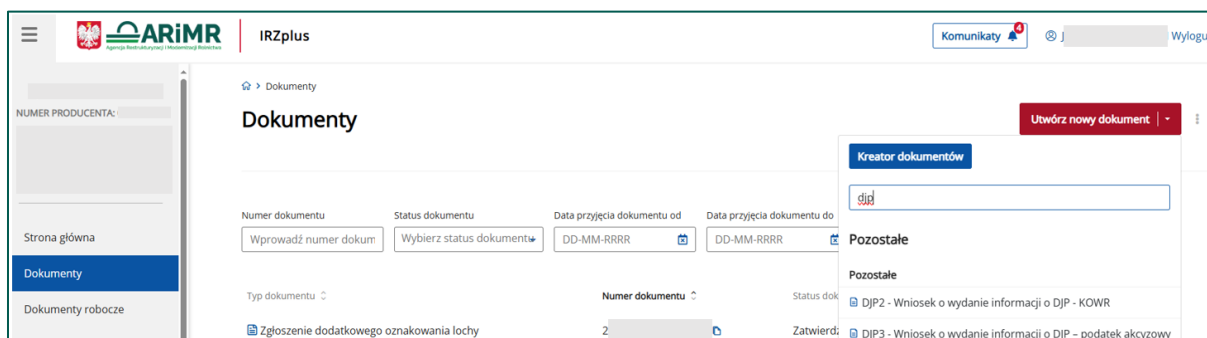 ARiMR
Agencja Restrukturyzacji i Modernizacji Rolnictwa
IRZplus
Komunikaty 4
J
Wylogu
NUMER PRODUCENTA:
Strona główna
Dokumenty
Dokumenty robocze
Dokumenty
Dokumenty
Utwórz nowy dokument
Kreator dokumentów
djp
Numer dokumentu Status dokumentu Data przyjęcia dokumentu od Data przyjęcia dokumentu do
Wprowadź numer dokum Wybierz status dokumentu DD-MM-RRRR DD-MM-RRRR
Pozostałe
Pozostałe
DJP2 - Wniosek o wydanie informacji o DJP - KOWR
DJP3 - Wniosek o wydanie informacji o DJP – podatek akcyzowy
Typ dokumentu Numer dokumentu Status dok
Zgłoszenie dodatkowego oznakowania lochy 2 Zatwierdz